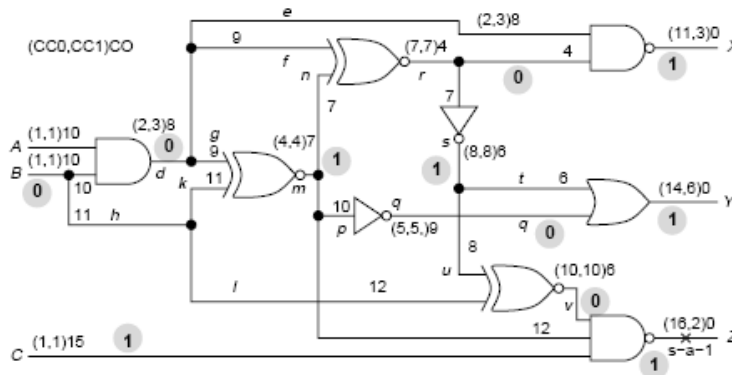 e
(2,3)8
(11,3)0
X
(CC0,CC1)CO
9
f
(7,7)4
4
n
r
0
1
7
7
A
(1,1)10
(2,3)8
g
(4,4)7
s
(8,8)6
B
(1,1)10
0
9
1
1
0
10
d
k
11
m
t
6
(14,6)0
Y
11
h
10
q
q
1
p
(5,5,)9
0
8
(10,10)6
u
l
12
v
0
12
(16,2)0
Z
C
(1,1)15
1
s-a-1
1